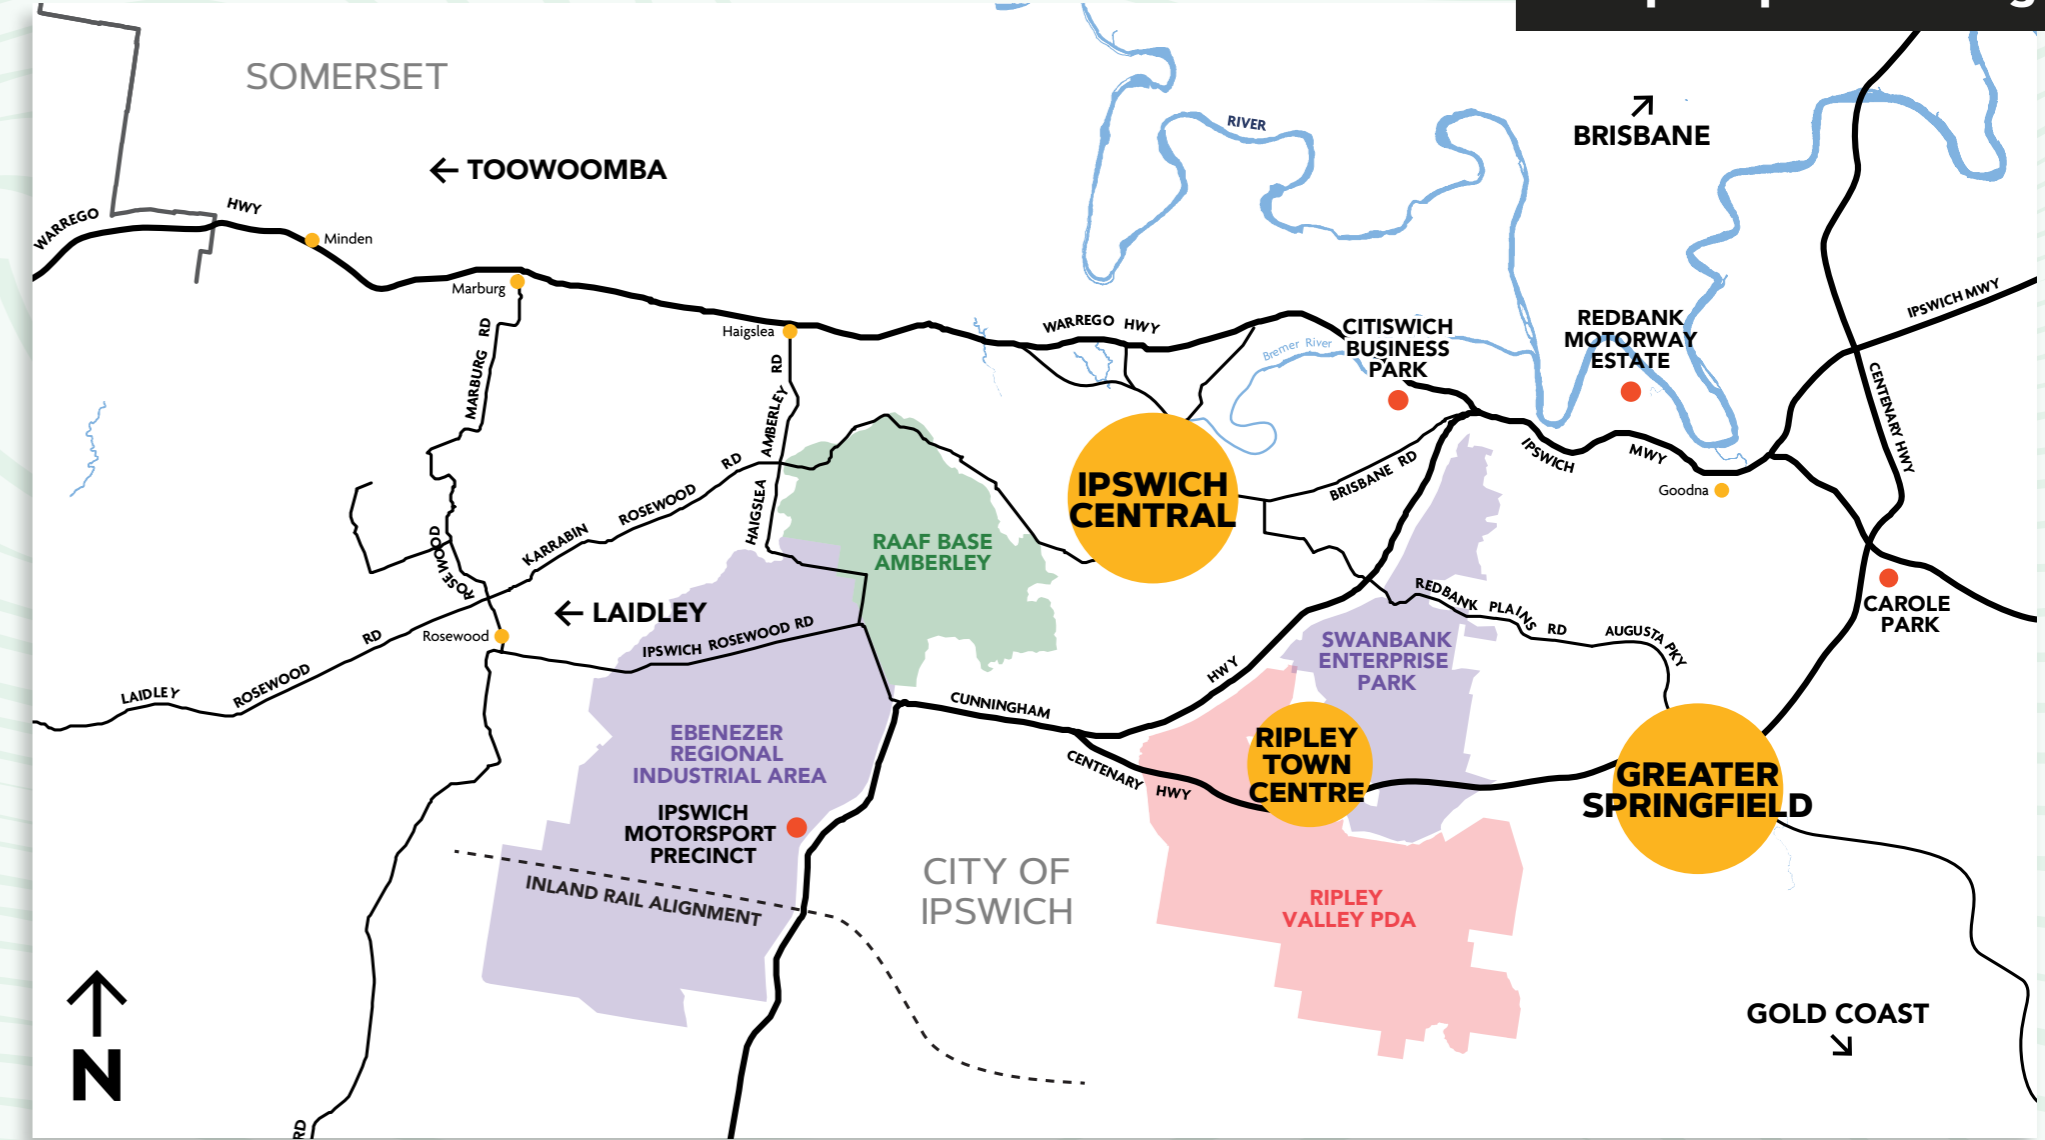 SOMERSET
RIVER
BRISBANE
← TOOWOOMBA
WARREGO
HWY
Minden
Marburg
MARBURG RD
ROSEWOOD
Haigslea
HAIGSLEA
AMBERLEY
RD
WARREGO HWY
Bremer River
CITISWICH
BUSINESS
PARK
REDBANK
MOTORWAY
ESTATE
IPSWICH MWY
CENTENARY HWY
IPSWICH
MWY
Goodna
BRISBANE RD
IPSWICH
CENTRAL
KARRABIN
ROSEWOOD
RD
RAAF BASE
AMBERLEY
← LAIDLEY
Rosewood
IPSWICH ROSEWOOD RD
LAIDLEY
ROSEWOOD
RD
REDBANK PLAINS
RD
AUGUSTA PKY
CAROLE
PARK
SWANBANK
ENTERPRISE
PARK
HWY
CUNNINGHAM
CENTENARY
HWY
RIPLEY
TOWN
CENTRE
GREATER
SPRINGFIELD
EBENEZER
REGIONAL
INDUSTRIAL AREA
IPSWICH
MOTORSPORT
PRECINCT
INLAND RAIL ALIGNMENT
CITY OF
IPSWICH
RIPLEY
VALLEY PDA
GOLD COAST
N
RD